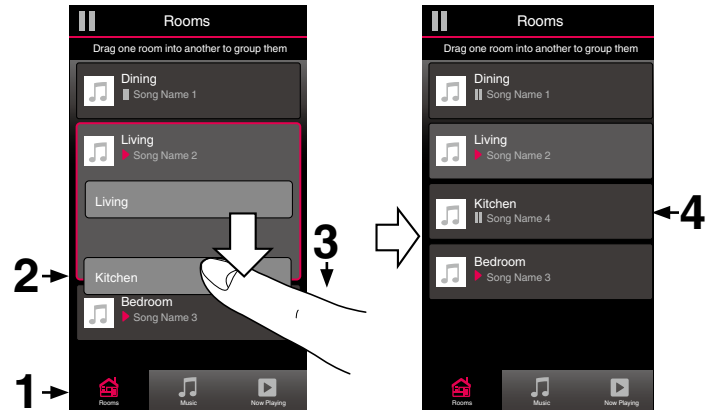 Rooms
Drag one room into another to group them
Dining
Song Name 1
Living
Song Name 2
Living
Kitchen
Bedroom
Song Name 3
Rooms
Music
Now Playing
1
2
3
Rooms
Drag one room into another to group them
Dining
Song Name 1
Living
Song Name 2
Kitchen
Song Name 4
Bedroom
Song Name 3
Rooms
Music
Now Playing
4